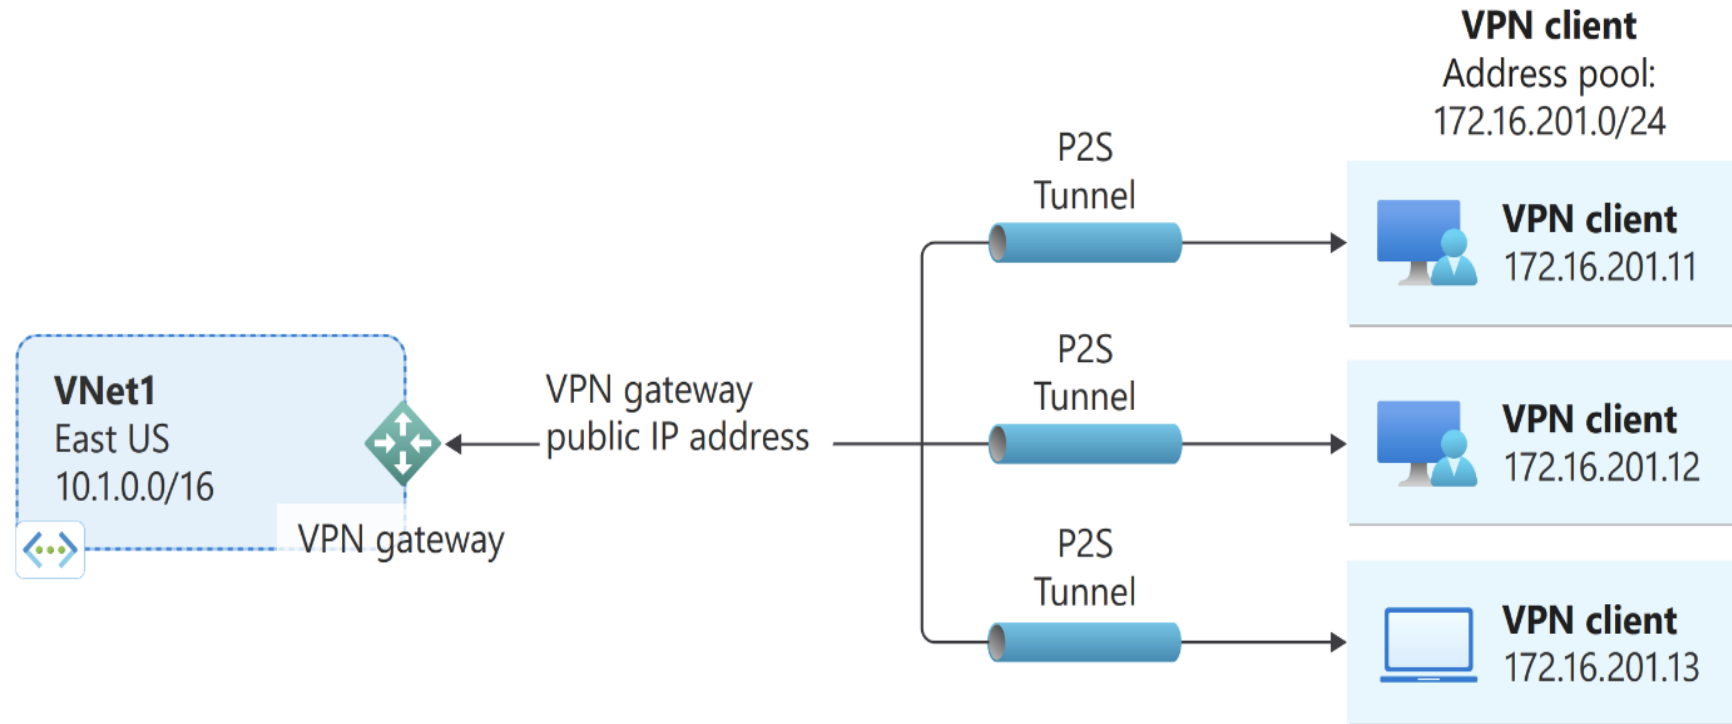 VPN client
Address pool:
172.16.201.0/24
P2S
Tunnel
VPN client
172.16.201.11
VNet1
East US
10.1.0.0/16
VPN gateway
VPN gateway
public IP address
P2S
Tunnel
VPN client
172.16.201.12
P2S
Tunnel
VPN client
172.16.201.13